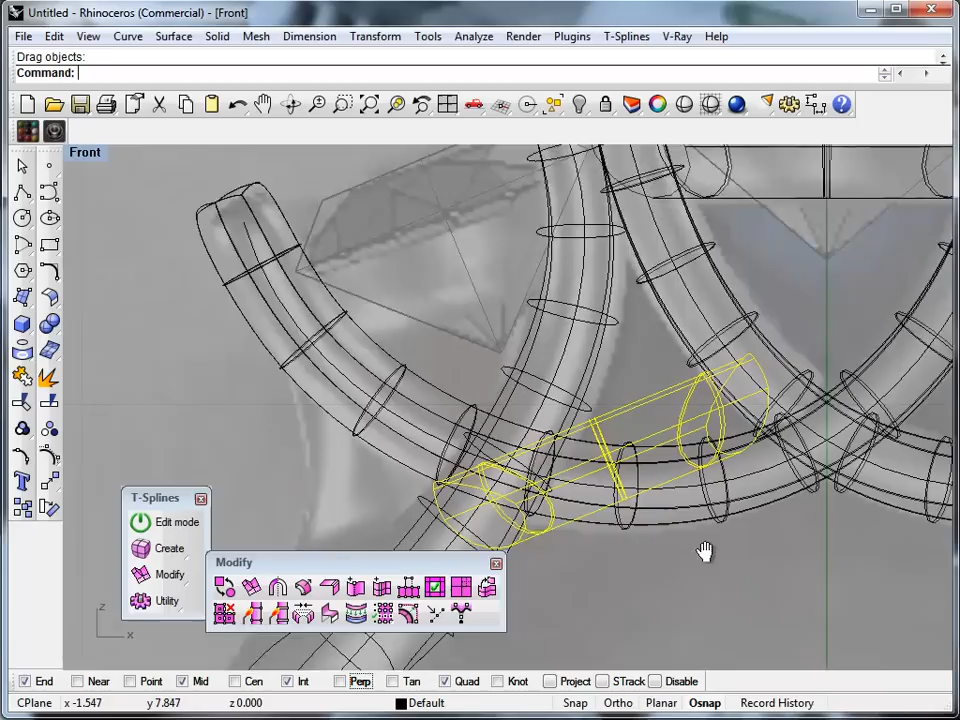 Untitled - Rhinoceros (Commercial) - [Front]
File Edit View Curve Surface Solid Mesh Dimension Transform Tools Analyze Render Plugins T-Splines V-Ray Help
Drag objects:
Command:
Front
T-Splines
Edit mode
Create
Modify
Utility
Modify
z
x
End Near Point Mid Cen Int Perp Tan Quad Knot Project STrack Disable
CPlane x -1.547 y 7.847 z 0.000 Default Snap Ortho Planar Osnap Record History